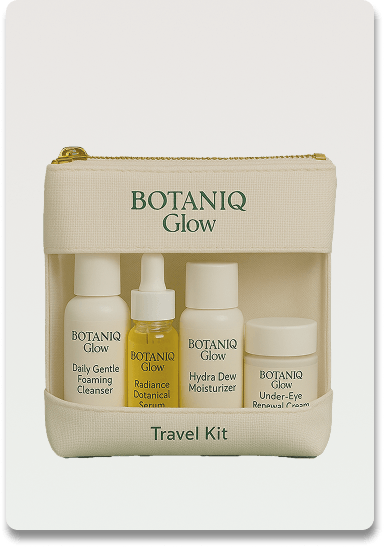 BOTANIQ
Glow
BOTANIQ
Glow
Daily Gentle
Foaming
Cleanser
BOTANIQ
Glow
Radiance
Dotanical
Serum
BOTANIQ
Glow
Hydra Dew
Moisturizer
BOTANIQ
Glow
Under-Eye
Renewal Cream
Travel Kit